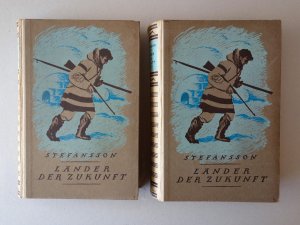 STEFANSSON
LÄNDER
DER ZUKUNFT
STEFANSSON
LÄNDER
DER ZUKUNFT